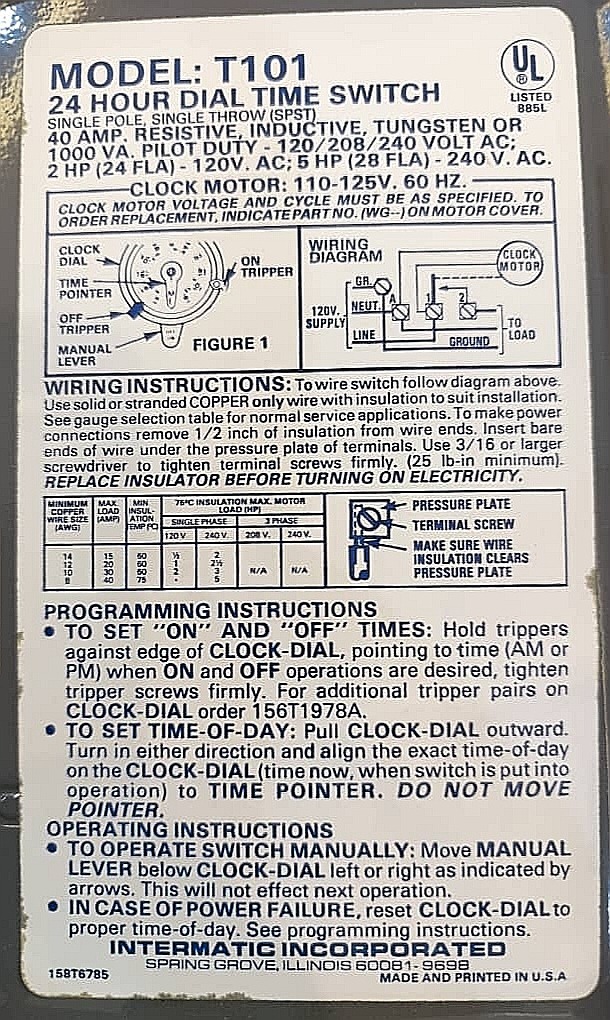 MODEL: T101
UL
®
LISTED
885L
24 HOUR DIAL TIME SWITCH
SINGLE POLE, SINGLE THROW (SPST)
40 AMP. RESISTIVE, INDUCTIVE, TUNGSTEN OR
1000 VA. PILOT DUTY - 120/208/240 VOLT AC;
2 HP (24 FLA) - 120V. AC; 5 HP (28 FLA) - 240 V. AC.
CLOCK MOTOR: 110-125V. 60 HZ.
CLOCK MOTOR VOLTAGE AND CYCLE MUST BE AS SPECIFIED. TO
ORDER REPLACEMENT, INDICATE PART NO. (WG--) ON MOTOR COVER.
CLOCK
DIAL
TIME
POINTER
OFF
TRIPPER
MANUAL
LEVER
ON
TRIPPER
FIGURE 1
WIRING
DIAGRAM
CLOCK
MOTOR
GR.
NEUT.
A
1
2
120V.
SUPPLY
LINE
GROUND
TO
LOAD
WIRING INSTRUCTIONS: To wire switch follow diagram above.
Use solid or stranded COPPER only wire with insulation to suit installation.
See gauge selection table for normal service applications. To make power
connections remove 1/2 inch of insulation from wire ends. Insert bare
ends of wire under the pressure plate of terminals. Use 3/16 or larger
screwdriver to tighten terminal screws firmly. (25 lb-in minimum).
REPLACE INSULATOR BEFORE TURNING ON ELECTRICITY.
MINIMUM COPPER WIRE SIZE (AWG) MAX. LOAD (AMP) MIN INSUL-ATION TEMP (°C) 75°C INSULATION MAX. MOTOR LOAD (HP)
SINGLE PHASE 3 PHASE
120 V 240 V. 208 V. 240 V.
14 15 60 ½ 2
12 20 60 1 2½
10 30 60 2 3 N/A N/A
8 40 75 - 5
PRESSURE PLATE
TERMINAL SCREW
MAKE SURE WIRE
INSULATION CLEARS
PRESSURE PLATE
PROGRAMMING INSTRUCTIONS
• TO SET "ON" AND "OFF" TIMES: Hold trippers
against edge of CLOCK-DIAL, pointing to time (AM or
PM) when ON and OFF operations are desired, tighten
tripper screws firmly. For additional tripper pairs on
CLOCK-DIAL order 156T1978A.
• TO SET TIME-OF-DAY: Pull CLOCK-DIAL outward.
Turn in either direction and align the exact time-of-day
on the CLOCK-DIAL (time now, when switch is put into
operation) to TIME POINTER. DO NOT MOVE
POINTER.
OPERATING INSTRUCTIONS
• TO OPERATE SWITCH MANUALLY: Move MANUAL
LEVER below CLOCK-DIAL left or right as indicated by
arrows. This will not effect next operation.
• IN CASE OF POWER FAILURE, reset CLOCK-DIAL to
proper time-of-day. See programming instructions.
INTERMATIC INCORPORATED
SPRING GROVE, ILLINOIS 60081-9698
158T6785
MADE AND PRINTED IN U.S.A